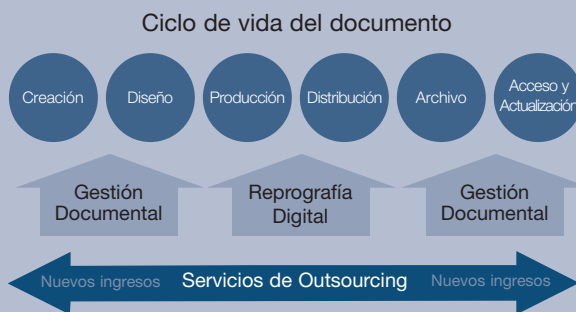 Ciclo de vida del documento
Creación
Diseño
Producción
Distribución
Archivo
Acceso y
Actualización
Gestión
Documental
Reprografía
Digital
Gestión
Documental
Nuevos ingresos
Servicios de Outsourcing
Nuevos ingresos